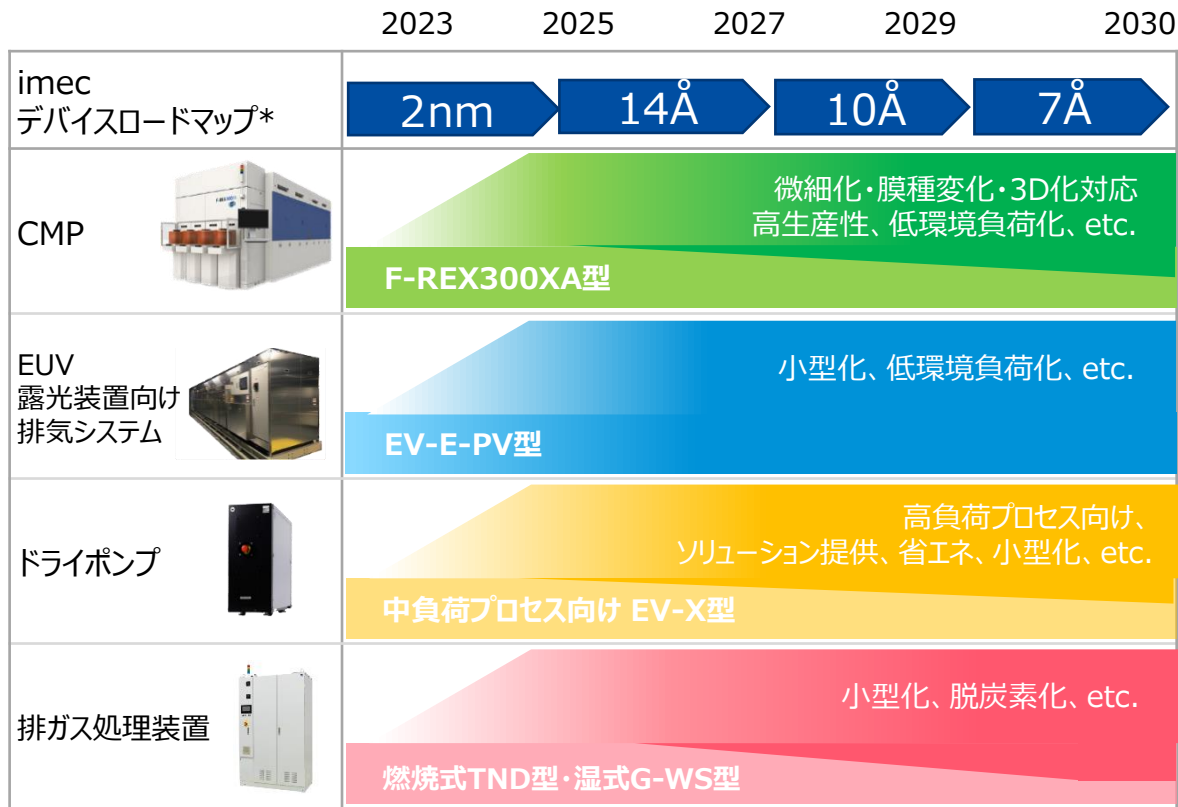 2023 2025 2027 2029 2030
imec
デバイスロードマップ*
2nm 14Å 10Å 7Å
CMP
微細化・膜種変化・3D化対応
高生産性、低環境負荷化、etc.
F-REX300XA型
EUV
露光装置向け
排気システム
小型化、低環境負荷化、etc.
EV-E-PV型
ドライポンプ
高負荷プロセス向け、
ソリューション提供、省エネ、小型化、etc.
中負荷プロセス向け EV-X型
排ガス処理装置
小型化、脱炭素化、etc.
燃焼式TND型・湿式G-WS型